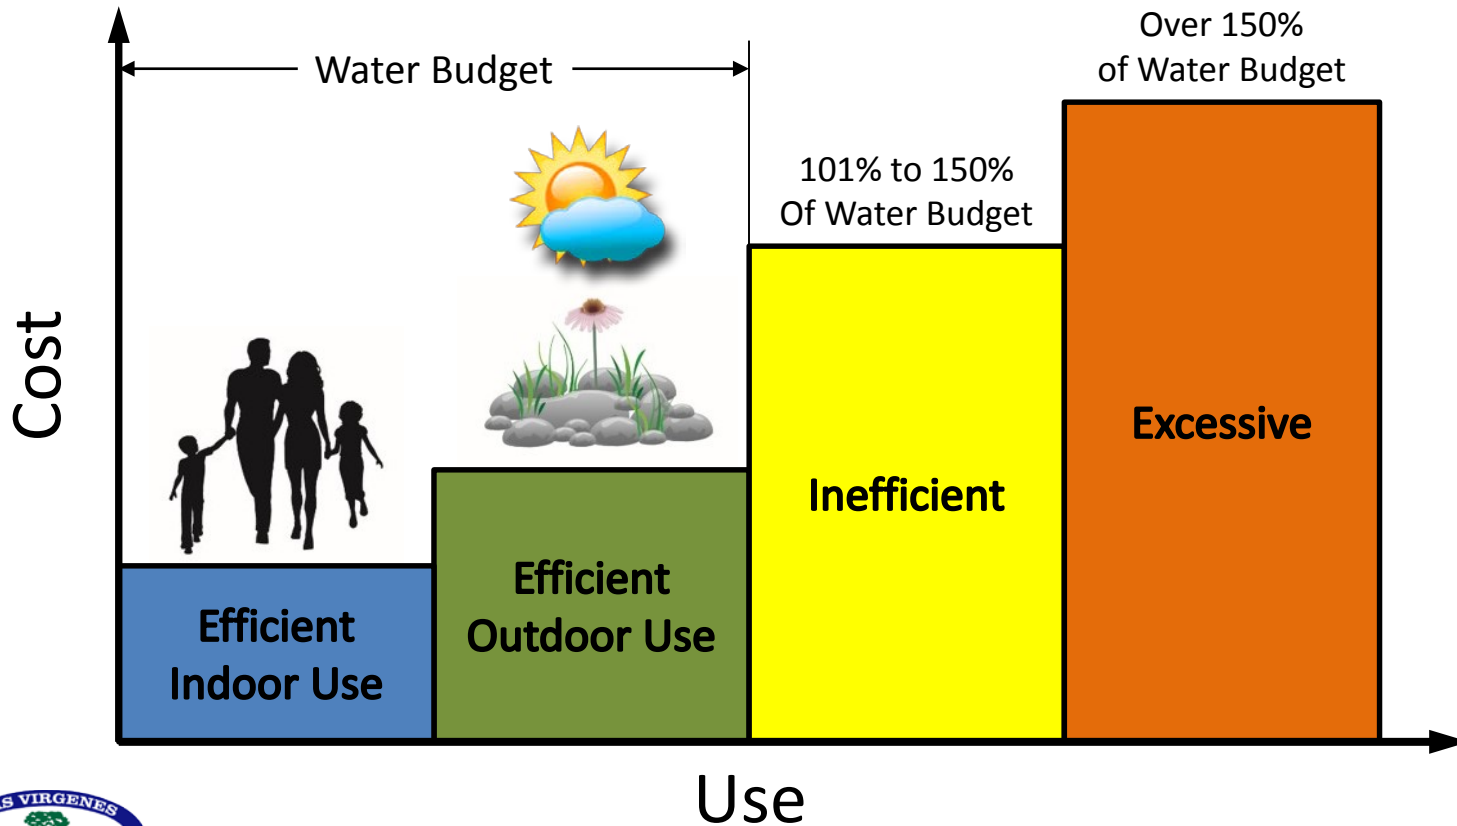 Over 150%
of Water Budget
Water Budget
101% to 150%
Of Water Budget
Cost
Efficient
Indoor Use
Efficient
Outdoor Use
Inefficient
Excessive
Use
VIRGENES